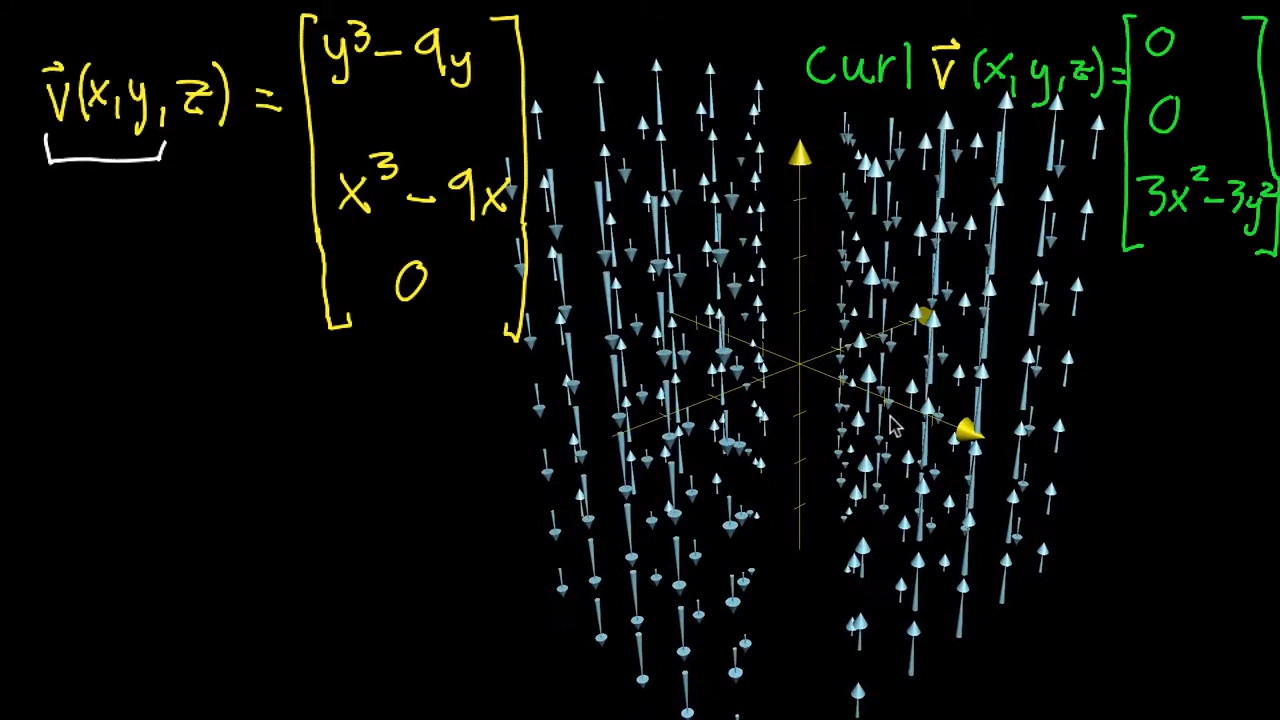 v⃗(x,y,z) = [y³-9y
x³-9x
0]
Curl v⃗ (x,y,z)= [0
0
3x²-3y²]